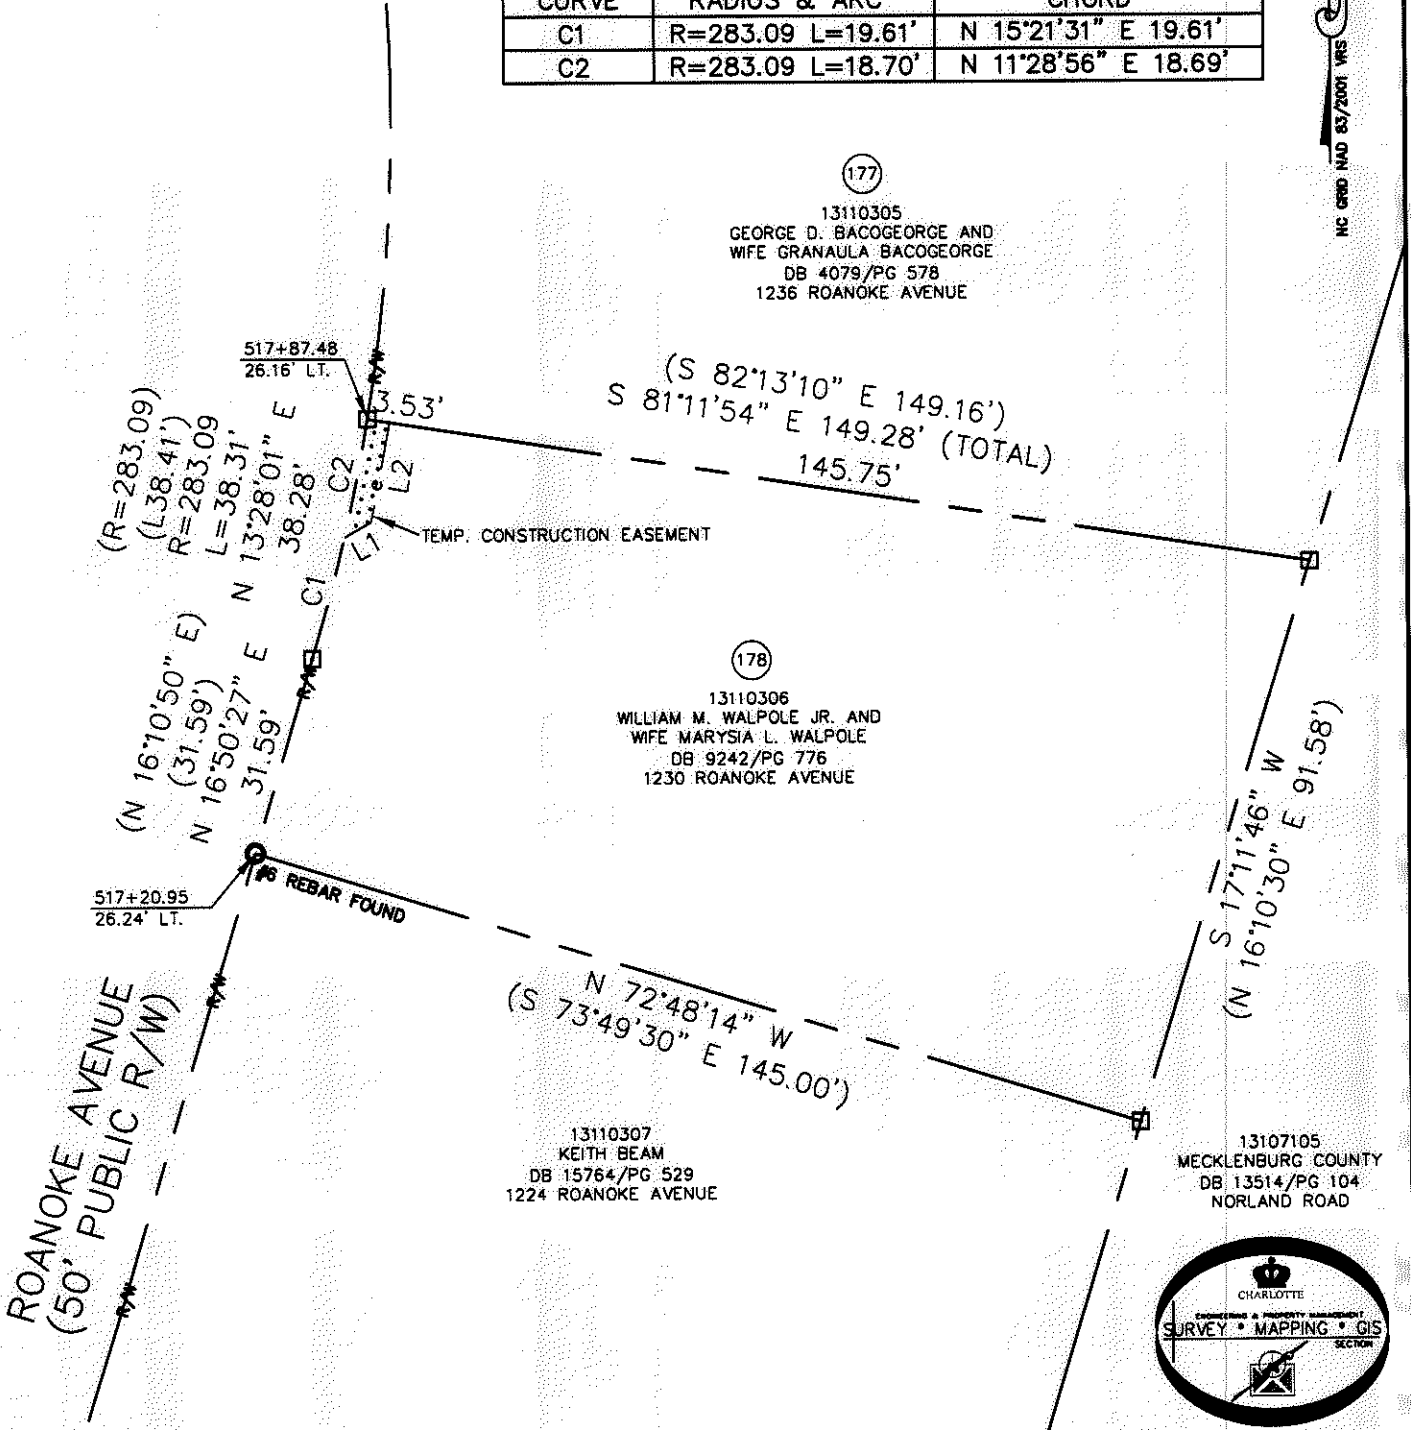 CURVE RADIUS & ARC CHORD
C1 R=283.09 L=19.61' N 15°21'31" E 19.61'
C2 R=283.09 L=18.70' N 11°28'56" E 18.69'
NC GRID NAD 83/2001 VRS
177
13110305
GEORGE D. BACOGEORGE AND
WIFE GRANAULA BACOGEORGE
DB 4079/PG 578
1236 ROANOKE AVENUE
517+87.48
26.16' LT.
R/W
3.53'
(S 82°13'10" E 149.16')
S 81°11'54" E 149.28' (TOTAL)
145.75'
(R=283.09)
(L38.41')
R=283.09
L=38.31'
N 13°28'01" E
38.28'
C2
L2
e
L1
TEMP. CONSTRUCTION EASEMENT
C1
(N 16°10'50" E)
(31.59')
N 16°50'27" E
31.59'
R/W
178
13110306
WILLIAM M. WALPOLE JR. AND
WIFE MARYSIA L. WALPOLE
DB 9242/PG 776
1230 ROANOKE AVENUE
S 17°11'46" W
(N 16°10'30" E 91.58')
#6 REBAR FOUND
517+20.95
26.24' LT.
N 72°48'14" W
(S 73°49'30" E 145.00')
R/W
ROANOKE AVENUE
(50' PUBLIC R/W)
R/W
13110307
KEITH BEAM
DB 15764/PG 529
1224 ROANOKE AVENUE
13107105
MECKLENBURG COUNTY
DB 13514/PG 104
NORLAND ROAD
CHARLOTTE
ENGINEERING & PROPERTY MANAGEMENT
SURVEY • MAPPING • GIS
SECTION